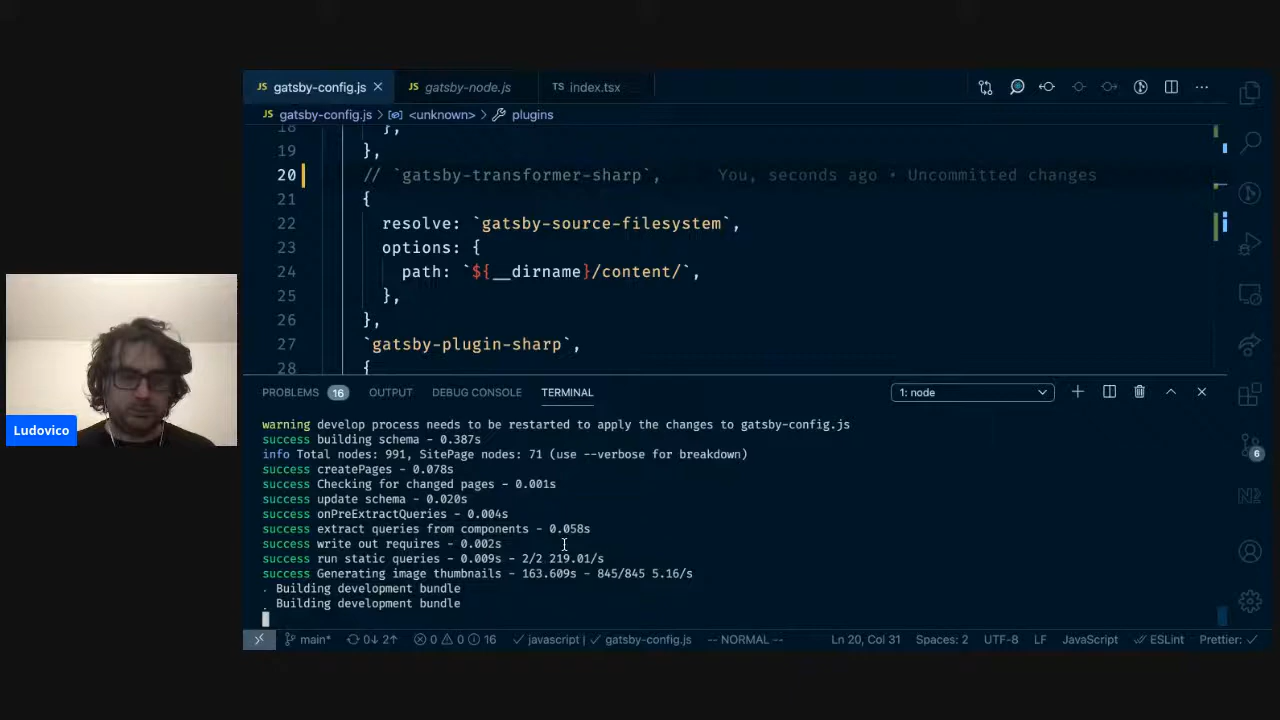 JS gatsby-config.js
JS gatsby-node.js
TS index.tsx
JS gatsby-config.js > <unknown> > plugins
18 },
19 },
20 // `gatsby-transformer-sharp`, You, seconds ago • Uncommitted changes
21 {
22 resolve: `gatsby-source-filesystem`,
23 options: {
24 path: `${__dirname}/content/`,
25 },
26 },
27 `gatsby-plugin-sharp`,
28 {
Ludovico
PROBLEMS 16 OUTPUT DEBUG CONSOLE TERMINAL 1: node
warning develop process needs to be restarted to apply the changes to gatsby-config.js
success building schema - 0.387s
info Total nodes: 991, SitePage nodes: 71 (use --verbose for breakdown)
success createPages - 0.078s
success Checking for changed pages - 0.001s
success update schema - 0.020s
success onPreExtractQueries - 0.004s
success extract queries from components - 0.058s
success write out requires - 0.002s
success run static queries - 0.009s - 2/2 219.01/s
success Generating image thumbnails - 163.609s - 845/845 5.16/s
. Building development bundle
. Building development bundle
6
main* 0↓ 2↑ 0 0 16 javascript | gatsby-config.js -- NORMAL -- Ln 20, Col 31 Spaces: 2 UTF-8 LF JavaScript ESLint Prettier: